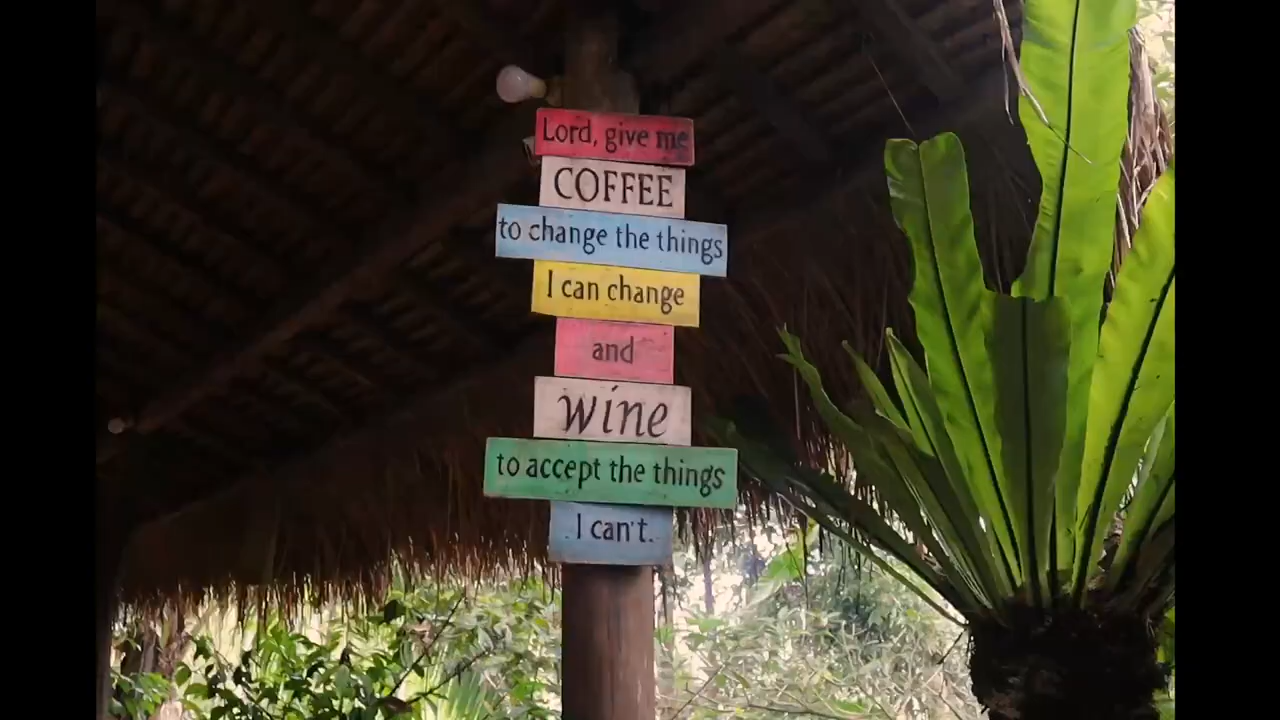 Lord, give me
COFFEE
to change the things
I can change
and
wine
to accept the things
I can't.